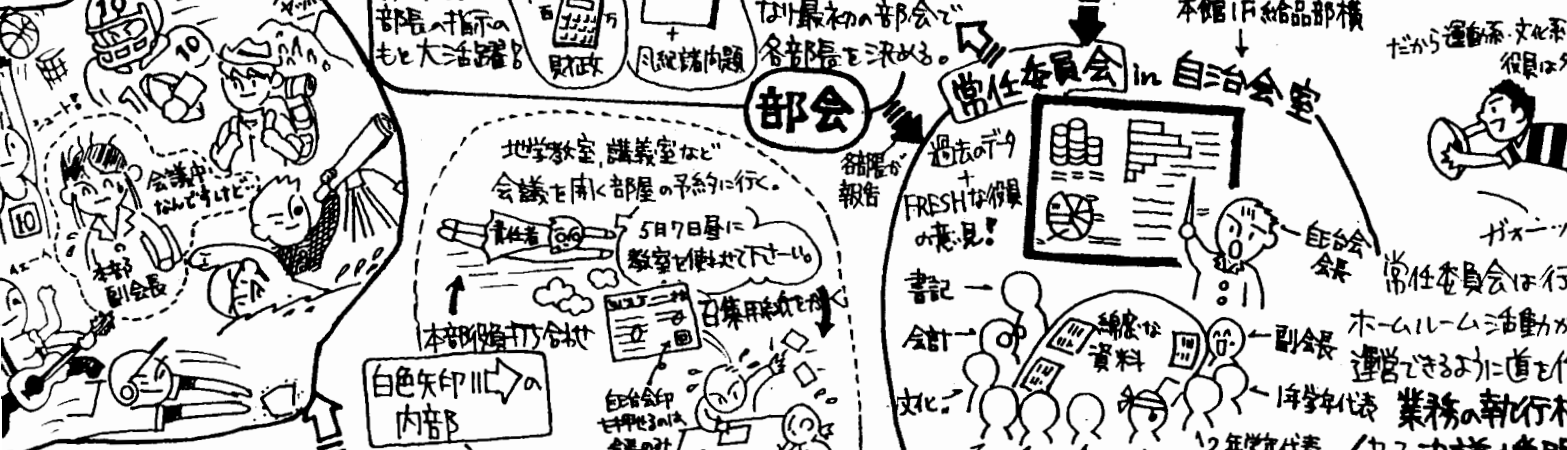 部長の指示の
もと大活躍!
百
万
財政
+
風紀諸問題
なり最初の部会で
各部長を決める。
部会
各部長が
報告
本館1F給品部横
常任委員会 in 自治会室
だから運動系・文化系
役員は
シュート!
10
10
会議中…
なんですけど…
本部
副会長
地学教室、講義室など
会議を開く部屋の予約に行く。
責任者
5月7日昼に
教室を使わせて下さーい。
本部役員打ち合わせ
召集用紙を
白色矢印⇨の
内部
自治会印
を押せるのは
会長のみ
過去のデータ
+
FRESHな役員
の意見!
自治会
会長
書記
会計
文化
綿密な
資料
副会長
1年学年代表
2年学年代表
ガオーッ
常任委員会は行
ホームルーム活動が
運営できるように道を作
業務の執行機